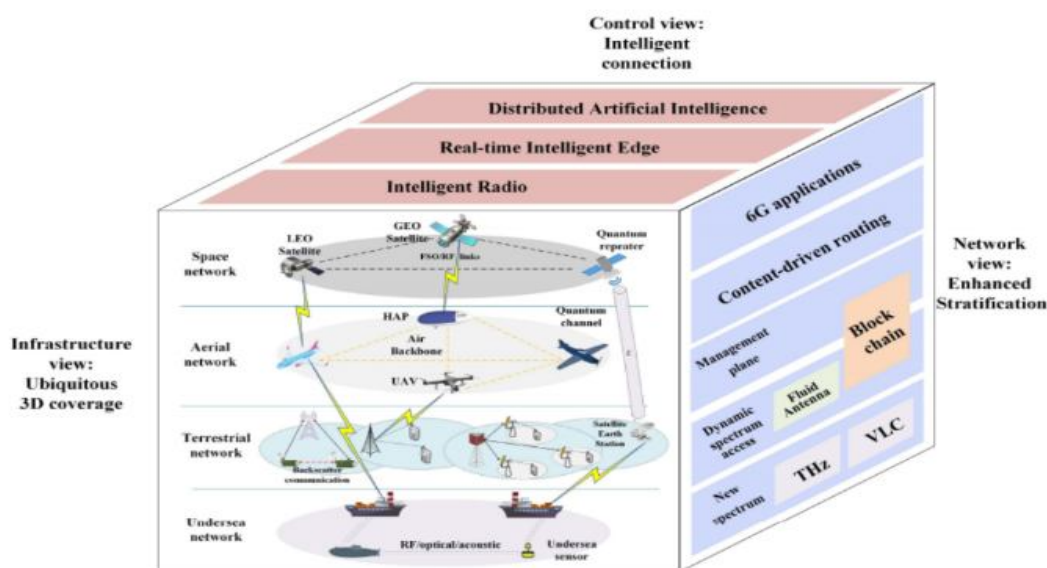 Control view:
Intelligent
connection
Distributed Artificial Intelligence
Real-time Intelligent Edge
Intelligent Radio
Infrastructure
view:
Ubiquitous
3D coverage
Space
network
LEO
Satellite
GEO
Satellite
FSO/RF links
Quantum
repeater
Aerial
network
HAP
Air
Backbone
Quantum
channel
UAV
Terrestrial
network
Backscatter
communication
Satellite
Earth
Station
Undersea
network
RF/optical/acoustic
Undersea
sensor
6G applications
Content-driven routing
Management
plane
Block
chain
Dynamic
spectrum
access
Fluid
Antenna
New
spectrum
THz
VLC
Network
view:
Enhanced
Stratification